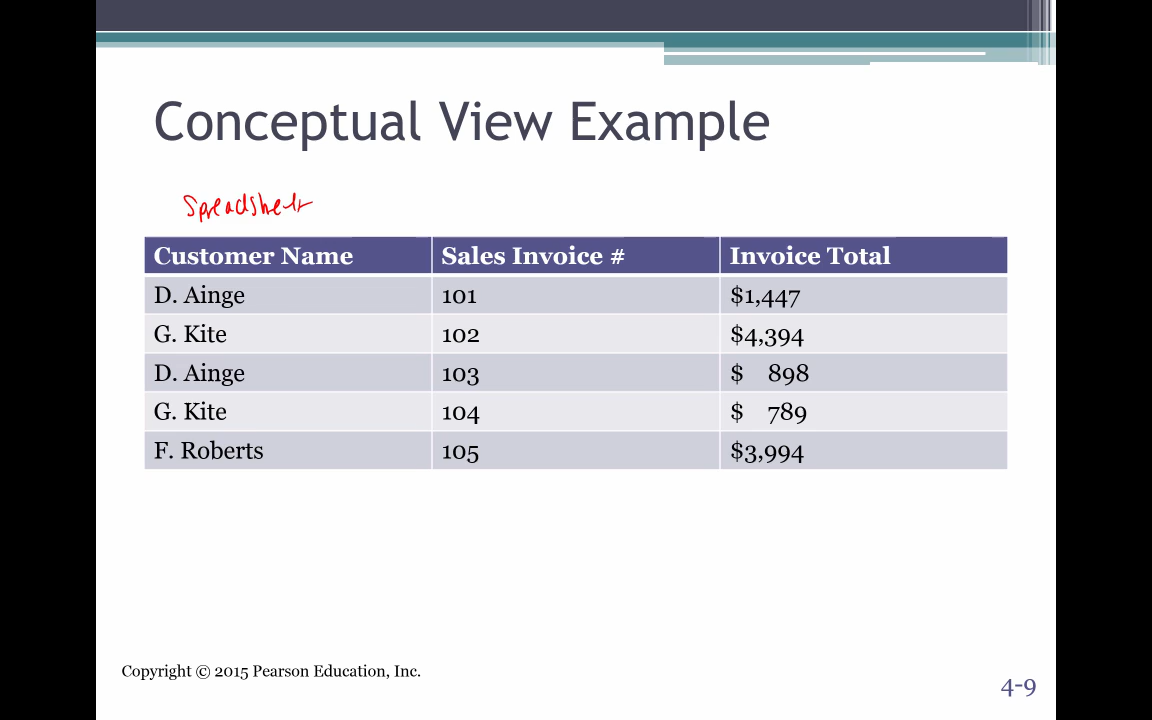 Conceptual View Example
Spreadsheet
Customer Name Sales Invoice # Invoice Total
D. Ainge 101 $1,447
G. Kite 102 $4,394
D. Ainge 103 $ 898
G. Kite 104 $ 789
F. Roberts 105 $3,994
Copyright © 2015 Pearson Education, Inc.
4-9